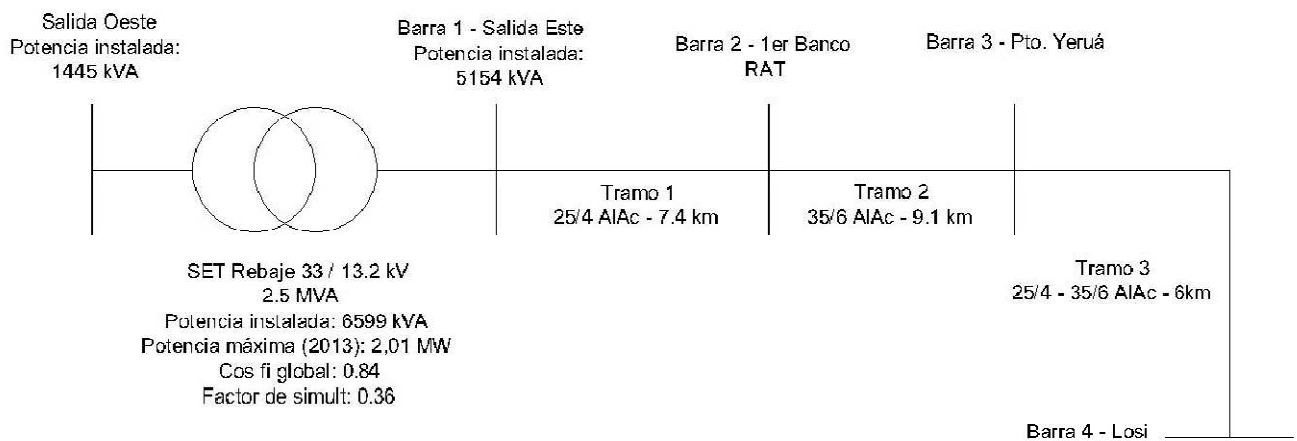 Salida Oeste
Potencia instalada:
1445 kVA
Barra 1 - Salida Este
Potencia instalada:
5154 kVA
Barra 2 - 1er Banco
RAT
Barra 3 - Pto. Yeruá
Tramo 1
25/4 AlAc - 7.4 km
Tramo 2
35/6 AlAc - 9.1 km
SET Rebaje 33 / 13.2 kV
2.5 MVA
Potencia instalada: 6599 kVA
Potencia máxima (2013): 2,01 MW
Cos fi global: 0.84
Factor de simult: 0.36
Tramo 3
25/4 - 35/6 AlAc - 6km
Barra 4 - Losi